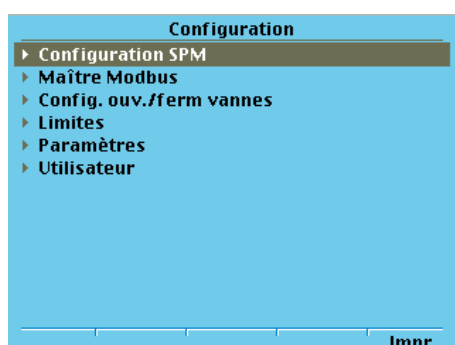 Configuration
Configuration SPM
Maître Modbus
Config. ouv./ferm vannes
Limites
Paramètres
Utilisateur
Impr